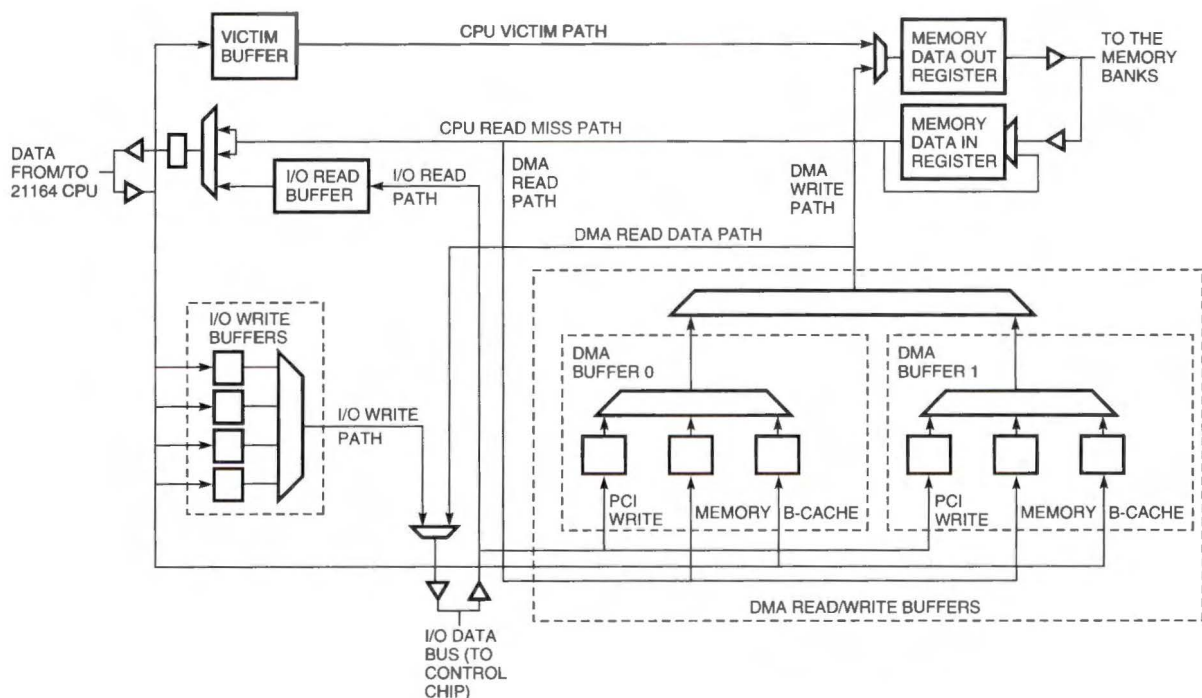 VICTIM
BUFFER
CPU VICTIM PATH
MEMORY
DATA OUT
REGISTER
TO THE
MEMORY
BANKS
DATA
FROM/TO
21164 CPU
CPU READ MISS PATH
MEMORY
DATA IN
REGISTER
I/O READ
BUFFER
I/O READ
PATH
DMA
READ
PATH
DMA
WRITE
PATH
DMA READ DATA PATH
I/O WRITE
BUFFERS
I/O WRITE
PATH
DMA
BUFFER 0
PCI
WRITE
MEMORY
B-CACHE
DMA
BUFFER 1
PCI
WRITE
MEMORY
B-CACHE
DMA READ/WRITE BUFFERS
I/O DATA
BUS (TO
CONTROL
CHIP)